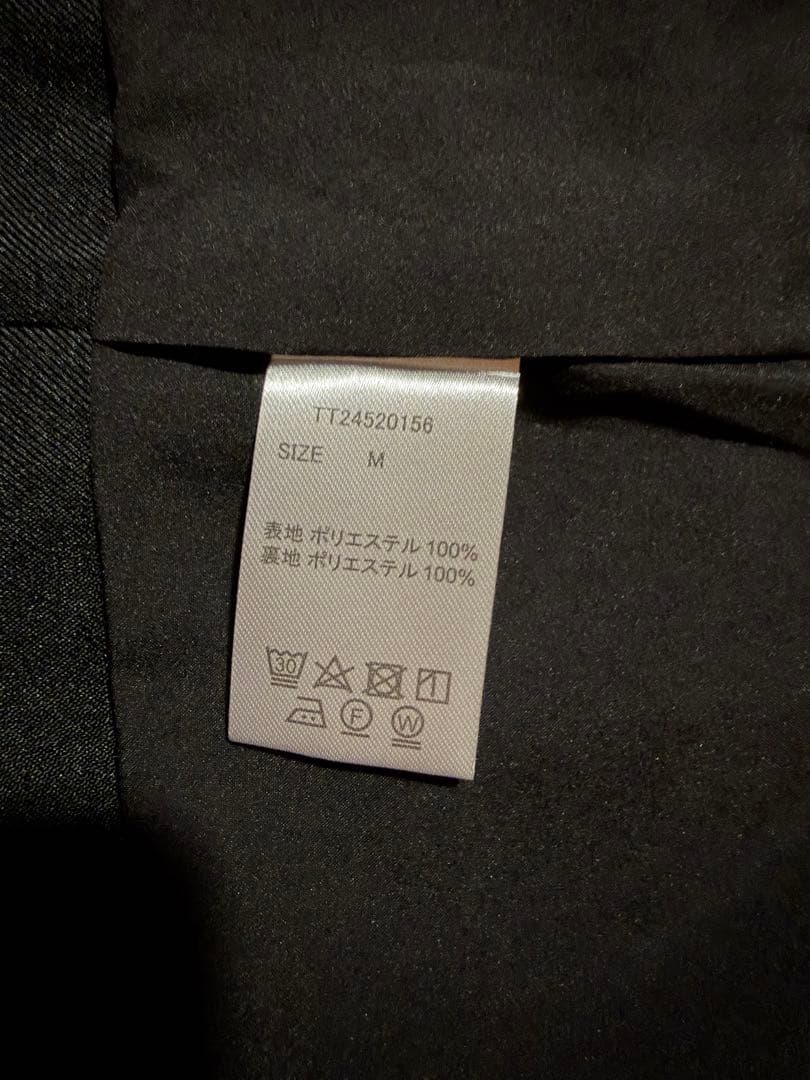 TT24520156
SIZE M
表地 ポリエステル 100%
裏地 ポリエステル 100%
30
F W